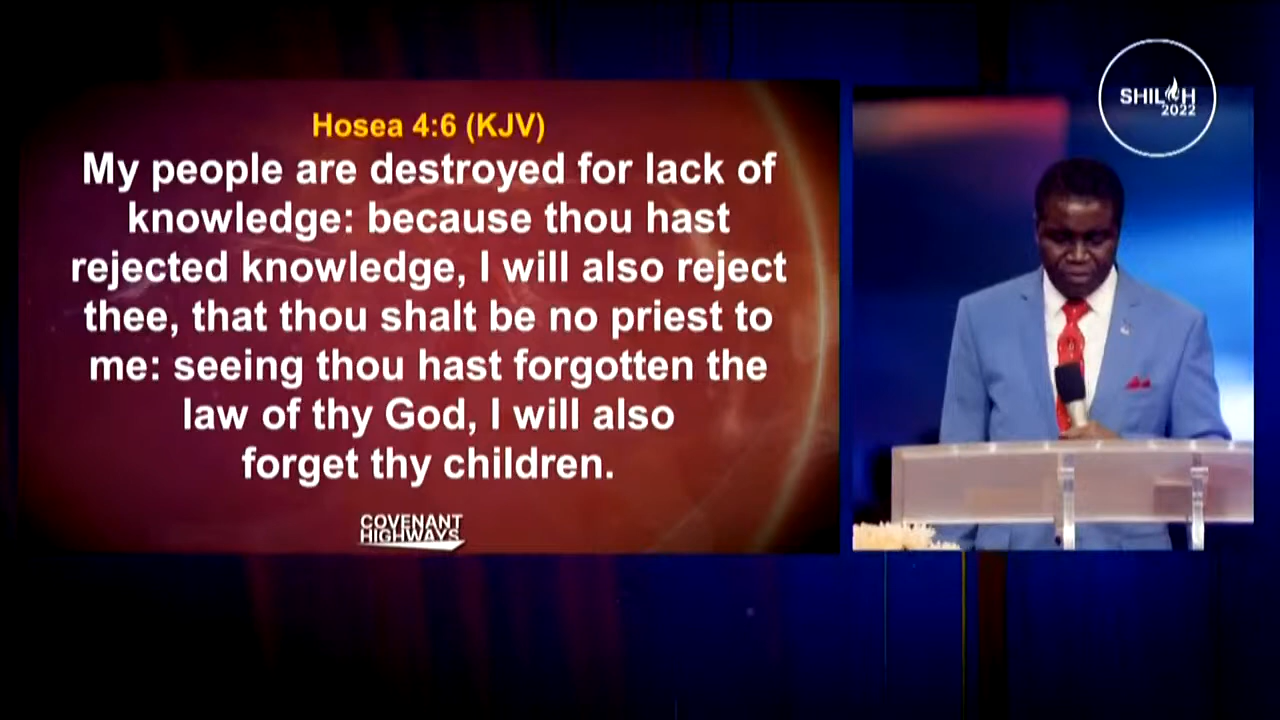 Hosea 4:6 (KJV)
My people are destroyed for lack of
knowledge: because thou hast
rejected knowledge, I will also reject
thee, that thou shalt be no priest to
me: seeing thou hast forgotten the
law of thy God, I will also
forget thy children.
COVENANT
HIGHWAYS
SHILOH
2022